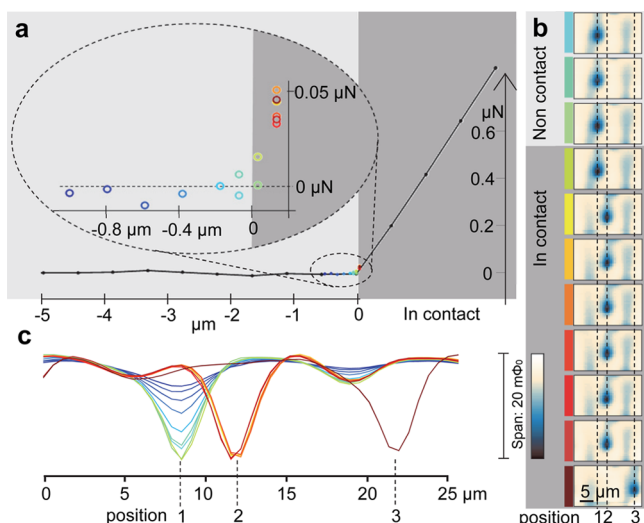 a
0.05 µN
0 µN
-0.8 µm
-0.4 µm
0
µN
0.6
0.4
0.2
0
-5
-4
-3
-2
-1
0
µm
In contact
b
Non contact
In contact
5 µm
position
12
3
Span: 20 mΦ₀
c
0
5
10
15
20
25 µm
position
1
2
3